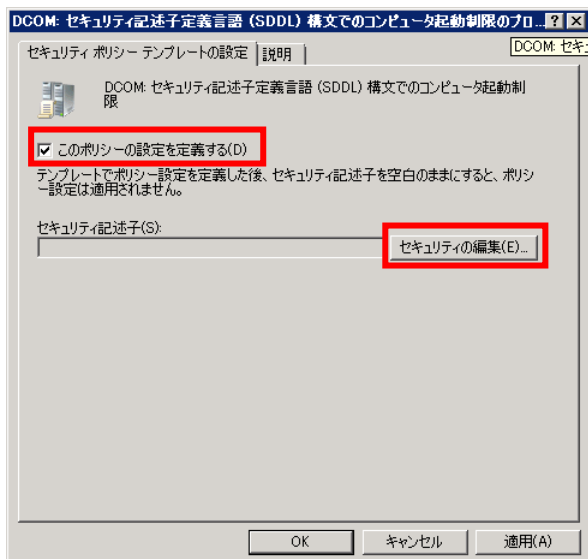 DCOM: セキュリティ記述子定義言語 (SDDL) 構文でのコンピュータ起動制限のプロ...
セキュリティ ポリシー テンプレートの設定 説明
DCOM: セキ
DCOM: セキュリティ記述子定義言語 (SDDL) 構文でのコンピュータ起動制
限
このポリシーの設定を定義する(D)
テンプレートでポリシー設定を定義した後、セキュリティ記述子を空白のままにすると、ポリシ
ー設定は適用されません。
セキュリティ記述子(S):
セキュリティの編集(E)...
OK キャンセル 適用(A)